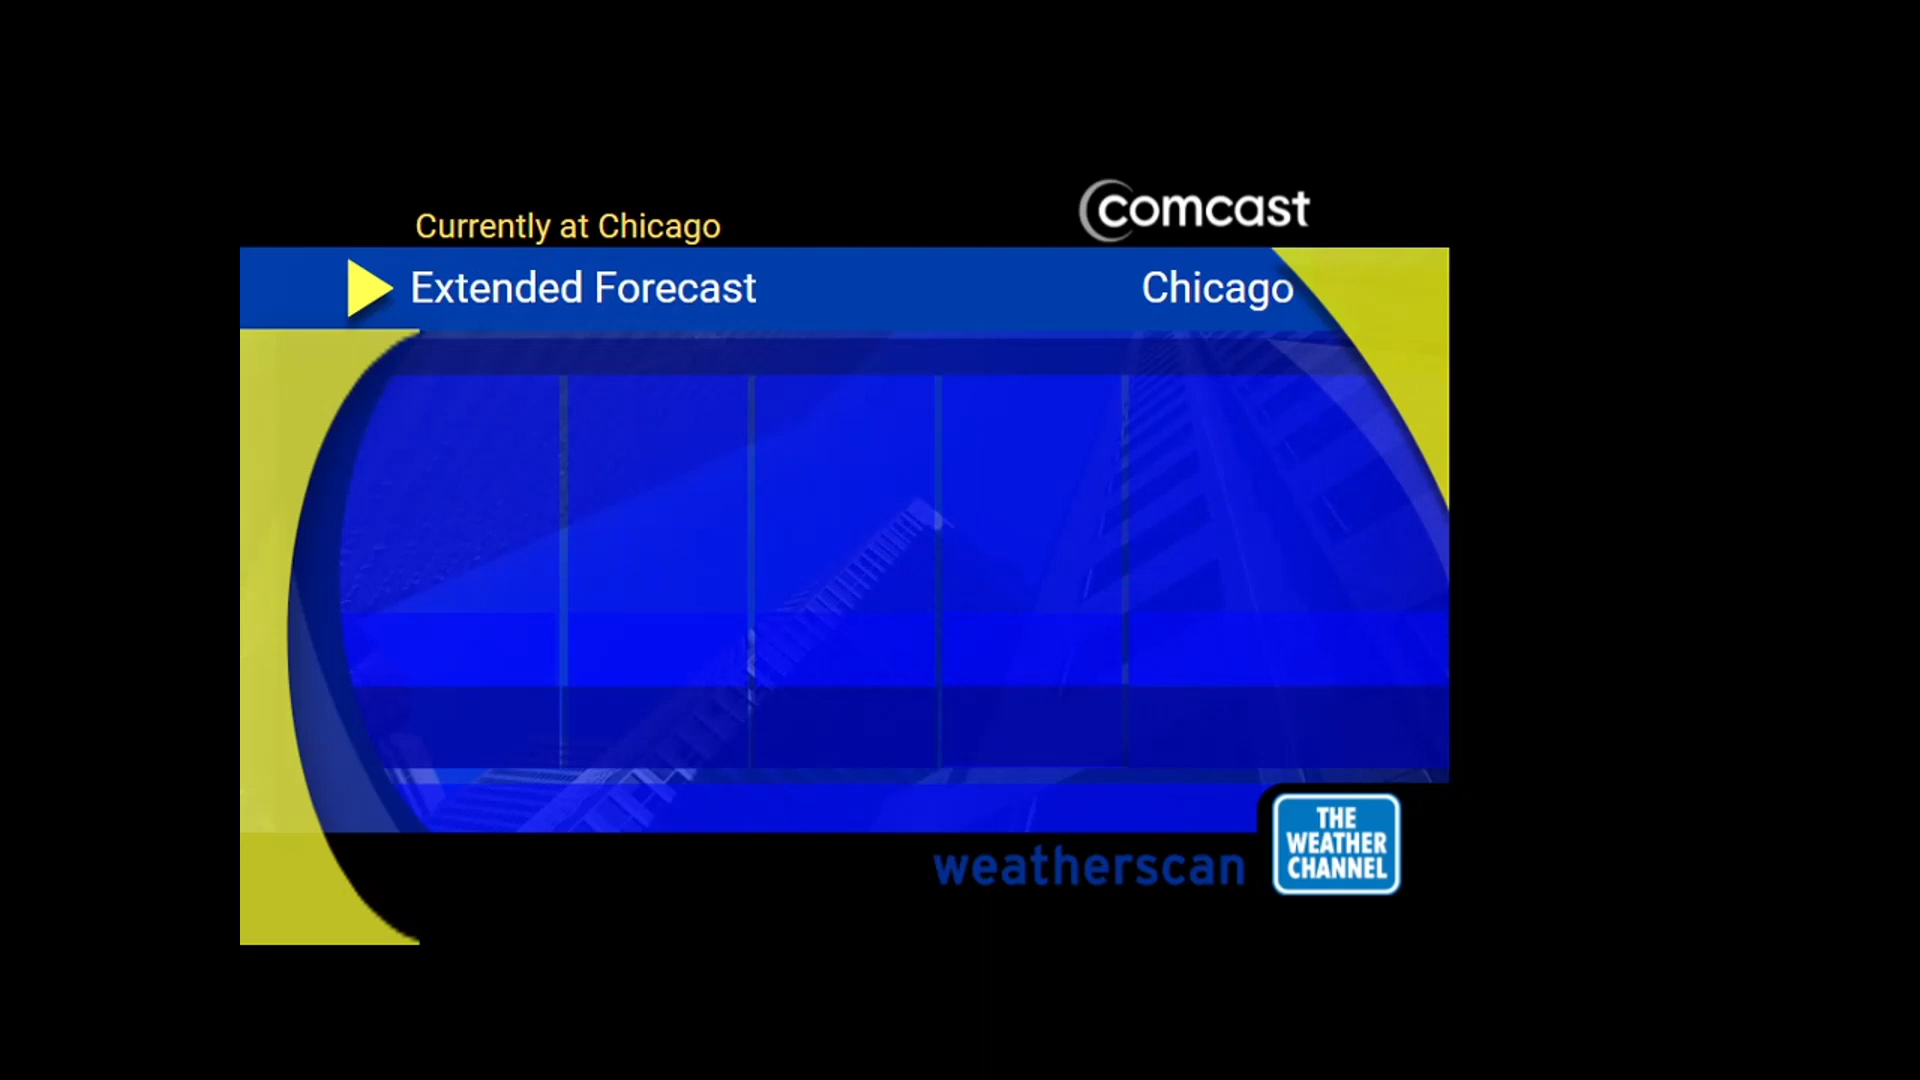 comcast
Currently at Chicago
Extended Forecast
Chicago
weatherscan
THE
WEATHER
CHANNEL